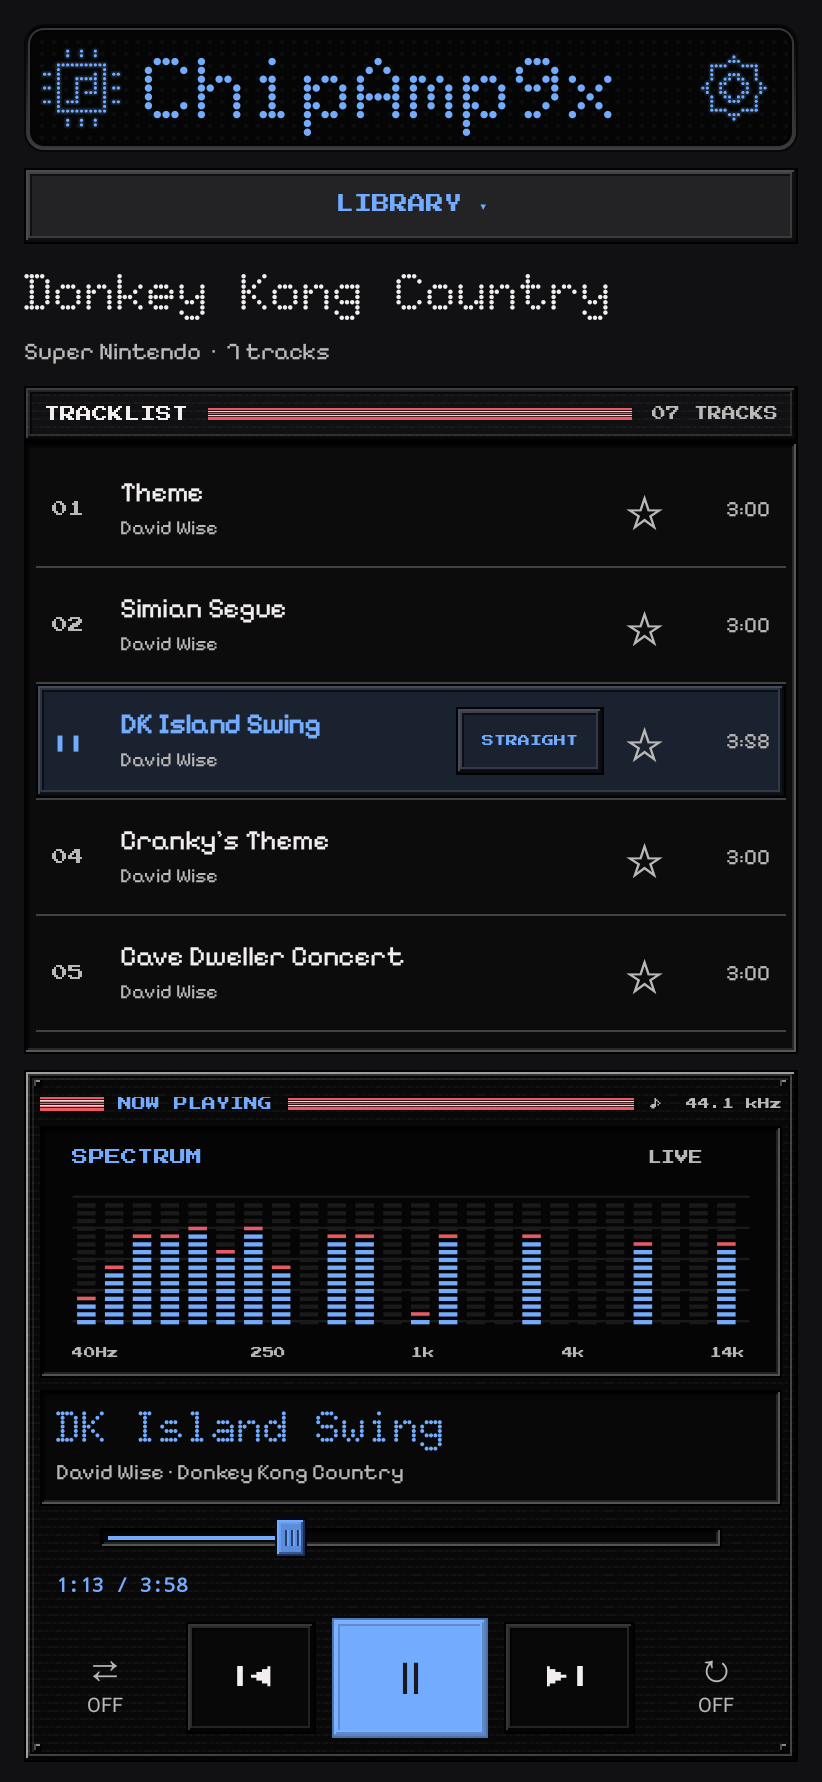 ChipAmp9x
LIBRARY ▾
Donkey Kong Country
Super Nintendo · 7 tracks
TRACKLIST 07 TRACKS
01 Theme 3:00
David Wise
02 Simian Segue 3:00
David Wise
DK Island Swing STRAIGHT 3:58
David Wise
04 Cranky's Theme 3:00
David Wise
05 Cave Dweller Concert 3:00
David Wise
NOW PLAYING ♪ 44.1 kHz
SPECTRUM LIVE
40Hz 250 1k 4k 14k
DK Island Swing
David Wise · Donkey Kong Country
1:13 / 3:58
OFF OFF